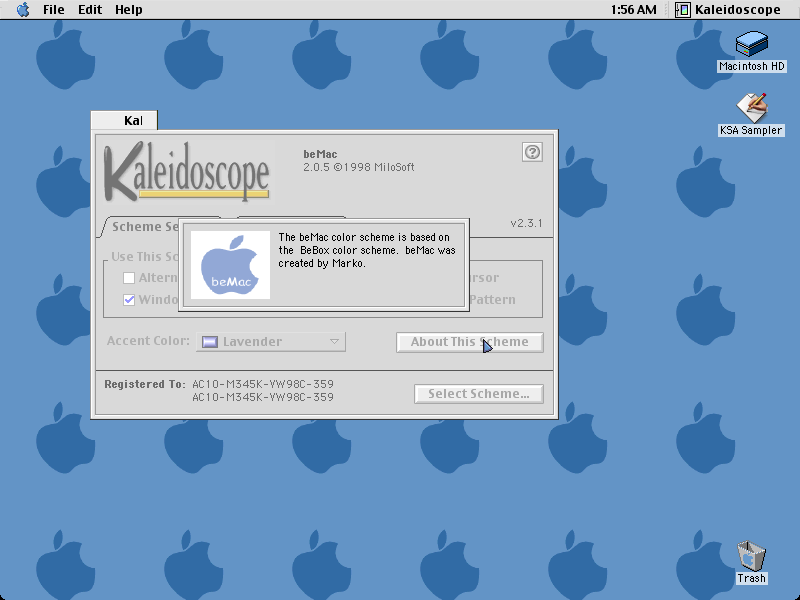 File Edit Help
1:56 AM
Kaleidoscope
Macintosh HD
KSA Sampler
Kal
Kaleidoscope
beMac
2.0.5 ©1998 MiloSoft
?
v2.3.1
Scheme Se
The beMac color scheme is based on
the BeBox color scheme. beMac was
created by Marko.
beMac
Use This Sc
Altern
Windo
rsor
Pattern
Accent Color:
Lavender
About This Scheme
Registered To: AC10-M345K-VW98C-359
AC10-M345K-VW98C-359
Select Scheme...
Trash